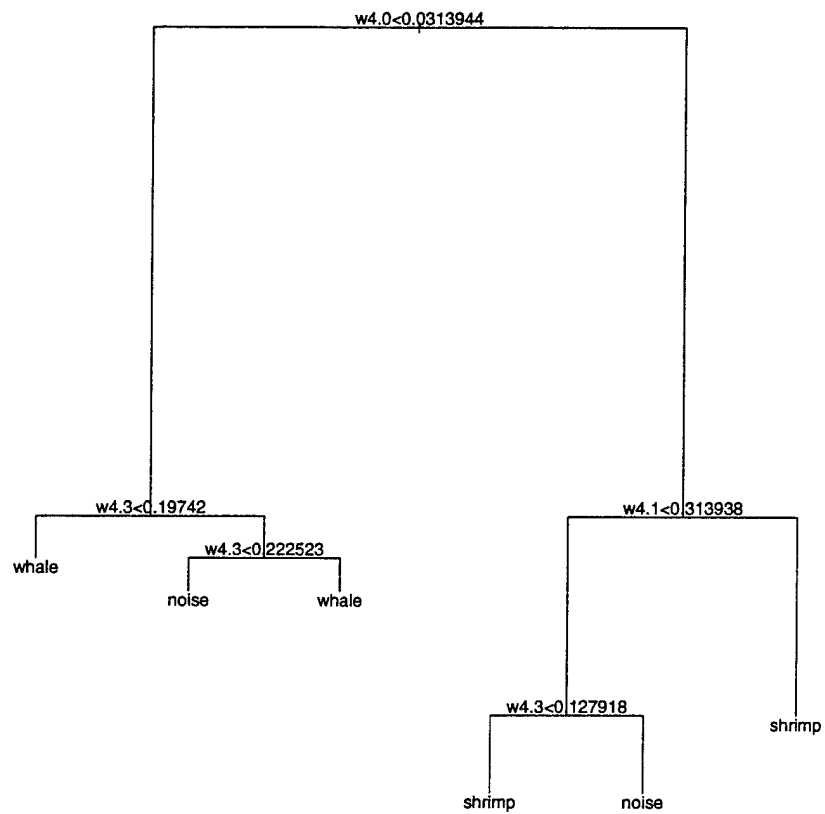 w4.0<0.0313944
w4.3<0.19742
w4.1<0.313938
whale
w4.3<0.222523
noise
whale
w4.3<0.127918
shrimp
shrimp
noise